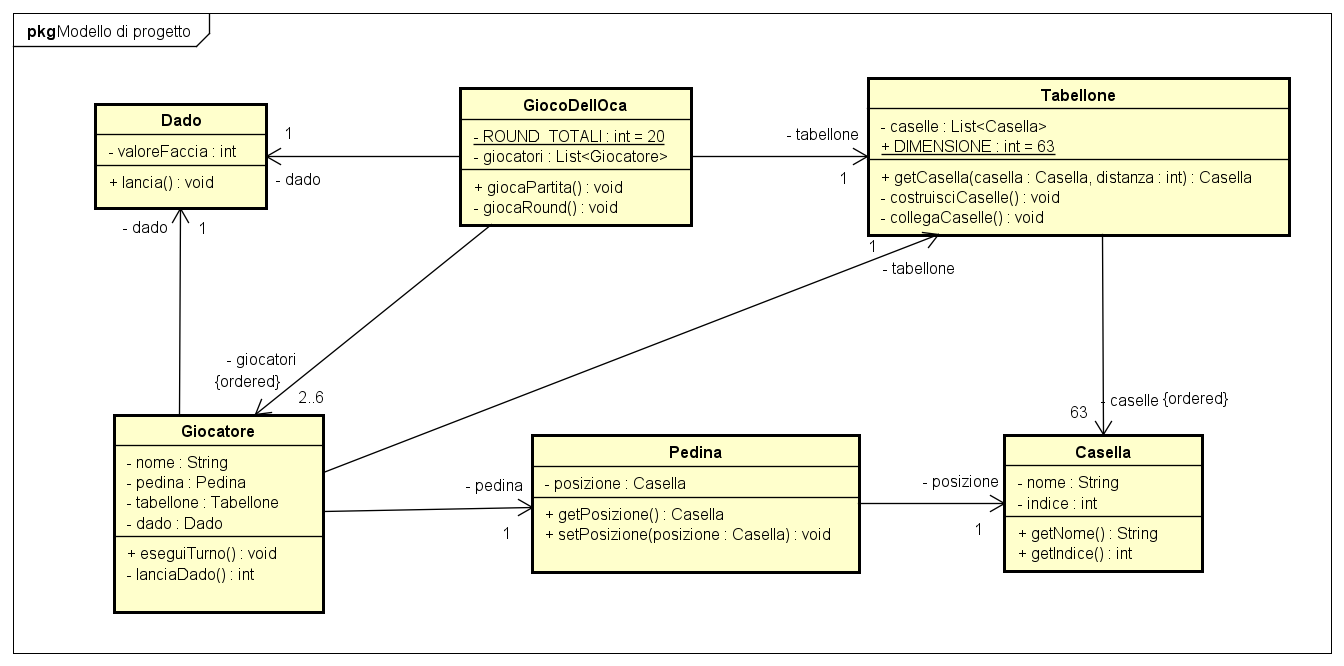 pkg Modello di progetto
Dado
- valoreFaccia : int
+ lancia() : void
GiocoDellOca
- ROUND_TOTALI : int = 20
- giocatori : List<Giocatore>
+ giocaPartita() : void
- giocaRound() : void
Tabellone
- caselle : List<Casella>
+ DIMENSIONE : int = 63
+ getCasella(casella : Casella, distanza : int) : Casella
- costruisciCaselle() : void
- collegaCaselle() : void
1
- dado
- tabellone
1
- dado
1
1
- tabellone
- giocatori
{ordered}
2..6
- caselle {ordered}
63
Giocatore
- nome : String
- pedina : Pedina
- tabellone : Tabellone
- dado : Dado
+ eseguiTurno() : void
- lanciaDado() : int
- pedina
1
Pedina
- posizione : Casella
+ getPosizione() : Casella
+ setPosizione(posizione : Casella) : void
- posizione
1
Casella
- nome : String
- indice : int
+ getNome() : String
+ getIndice() : int